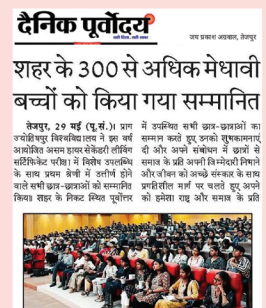 दैनिक पूर्वोदय
जय प्रकाश अग्रवाल, तेजपुर
शहर के 300 से अधिक मेधावी
बच्चों को किया गया सम्मानित
तेजपुर, 29 मई (पू.सं.)। प्राग
ज्योतिषपुर विश्वविद्यालय ने इस वर्ष
आयोजित असम हायर सेकेंडरी लीविंग
सर्टिफिकेट परीक्षा में विशेष उपलब्धि
के साथ प्रथम श्रेणी में उत्तीर्ण होने
वाले सभी छात्र-छात्राओं को सम्मानित
किया। शहर के निकट स्थित पूर्वोत्तर
में उपस्थित सभी छात्र-छात्राओं का
सम्मान करते हुए उनको शुभकामनाएं
दी और अपने संबोधन में छात्रों से
समाज के प्रति अपनी जिम्मेदारी निभाने
और जीवन को अच्छे संस्कार के साथ
प्रगतिशील मार्ग पर चलते हुए अपने
को हमेशा राष्ट्र और समाज के प्रति